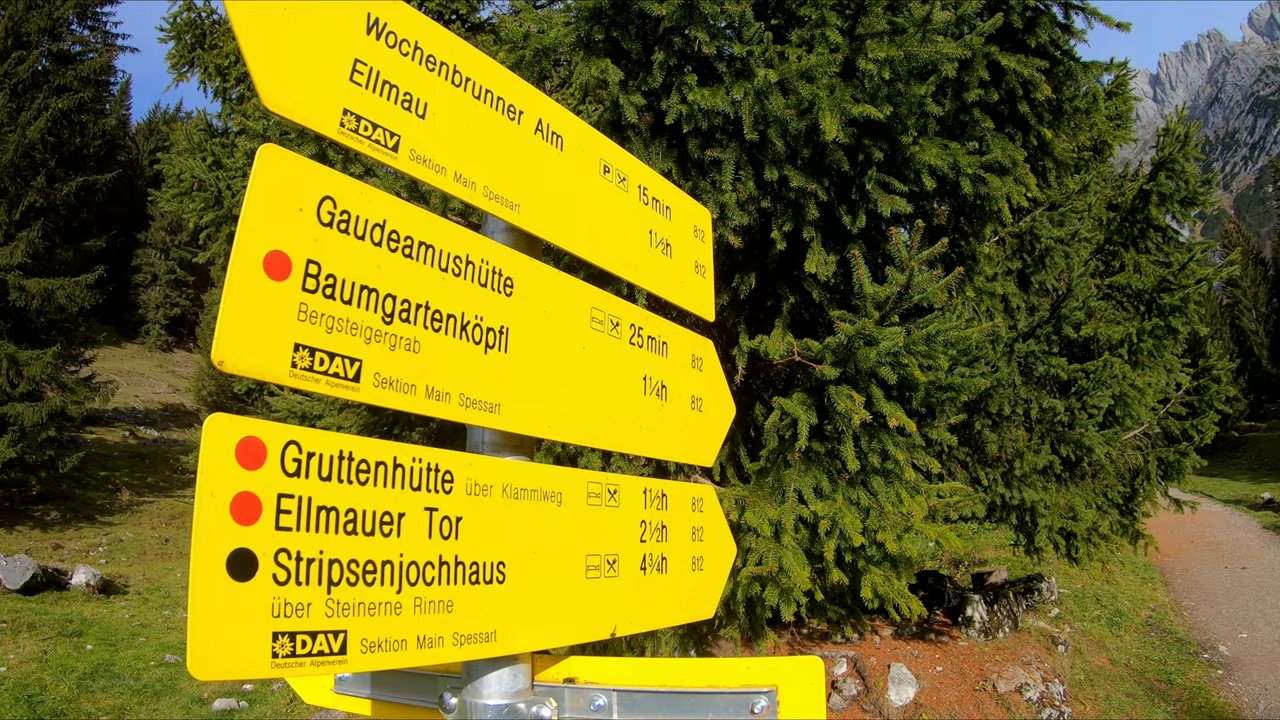 Wochenbrunner Alm P 15 min 812
Ellmau 1½h 812
DAV Sektion Main Spessart
Deutscher Alpenverein
Gaudeamushütte 25 min 812
Baumgartenköpfl 1¼h 812
Bergsteigergrab
DAV Sektion Main Spessart
Deutscher Alpenverein
Gruttenhütte über Klammlweg 1½h 812
Ellmauer Tor 2½h 812
Stripsenjochhaus 4¾h 812
über Steinerne Rinne
DAV Sektion Main Spessart
Deutscher Alpenverein